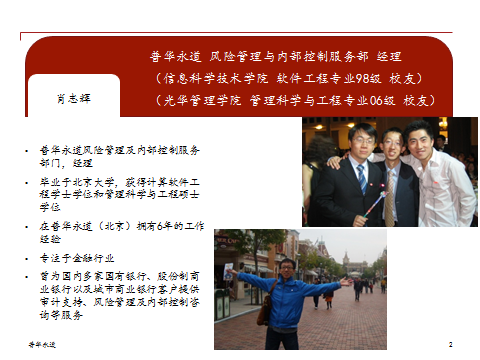 普华永道 风险管理与内部控制服务部 经理
（信息科学技术学院 软件工程专业98级 校友）
（光华管理学院 管理科学与工程专业06级 校友）
肖志辉
• 普华永道风险管理及内部控制服务
部门，经理
• 毕业于北京大学，获得计算软件工
程学士学位和管理科学与工程硕士
学位
• 在普华永道（北京）拥有6年的工作
经验
• 专注于金融行业
• 曾为国内多家国有银行、股份制商
业银行以及城市商业银行客户提供
审计支持、风险管理及内部控制咨
询等服务
普华永道
2